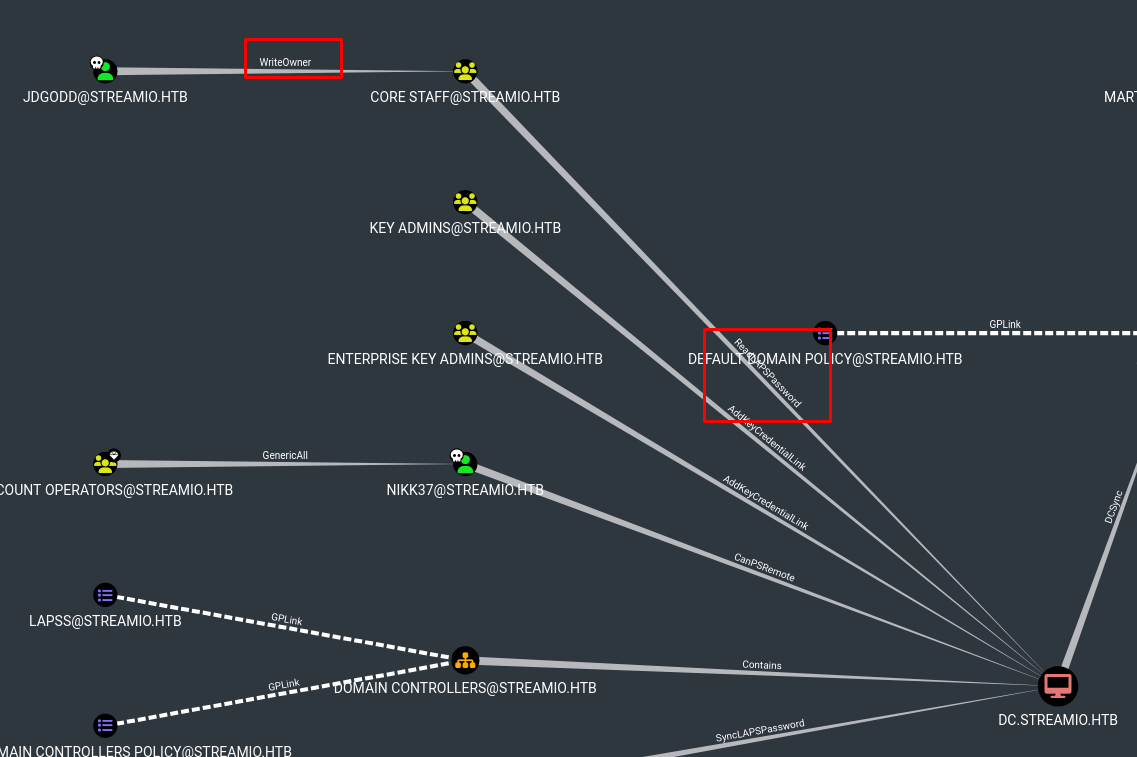 WriteOwner
JDGODD@STREAMIO.HTB
CORE STAFF@STREAMIO.HTB
MART
KEY ADMINS@STREAMIO.HTB
GPLink
ENTERPRISE KEY ADMINS@STREAMIO.HTB
DEFAULT DOMAIN POLICY@STREAMIO.HTB
ReadLAPSPassword
AddKeyCredentialLink
GenericAll
COUNT OPERATORS@STREAMIO.HTB
NIKK37@STREAMIO.HTB
AddKeyCredentialLink
DCSync
CanPSRemote
LAPSS@STREAMIO.HTB
GPLink
Contains
GPLink
DOMAIN CONTROLLERS@STREAMIO.HTB
DC.STREAMIO.HTB
SyncLAPSPassword
MAIN CONTROLLERS POLICY@STREAMIO.HTB